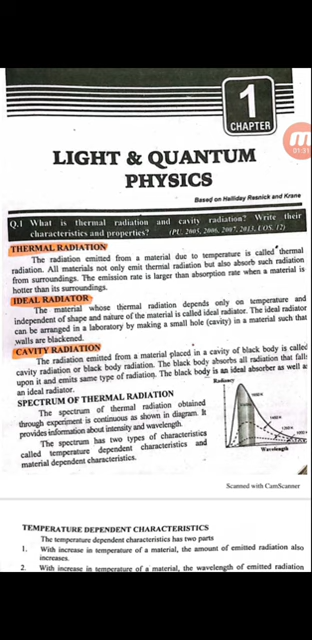 1
CHAPTER
m
01:31
LIGHT & QUANTUM
PHYSICS
Based on Halliday Resnick and Krane
Q.1 What is thermal radiation and cavity radiation? Write their
characteristics and properties? (PU. 2005, 2006, 2007, 2013, UOS. 12)
THERMAL RADIATION
The radiation emitted from a material due to temperature is called thermal
radiation. All materials not only emit thermal radiation but also absorb such radiation
from surroundings. The emission rate is larger than absorption rate when a material is
hotter than its surroundings.
IDEAL RADIATOR
The material whose thermal radiation depends only on temperature and
independent of shape and nature of the material is called ideal radiator. The ideal radiator
can be arranged in a laboratory by making a small hole (cavity) in a material such that
walls are blackened.
CAVITY RADIATION
The radiation emitted from a material placed in a cavity of black body is called
cavity radiation or black body radiation. The black body absorbs all radiation that falls
upon it and emits same type of radiation. The black body is an ideal absorber as well as
an ideal radiator.
SPECTRUM OF THERMAL RADIATION
The spectrum of thermal radiation obtained
through experiment is continuous as shown in diagram. It
provides information about intensity and wavelength.
The spectrum has two types of characteristics
called temperature dependent characteristics and
material dependent characteristics.
Radiancy
Wavelength
Scanned with CamScanner
TEMPERATURE DEPENDENT CHARACTERISTICS
The temperature dependent characteristics has two parts
1. With increase in temperature of a material, the amount of emitted radiation also
increases.
2. With increase in temperature of a material, the wavelength of emitted radiation